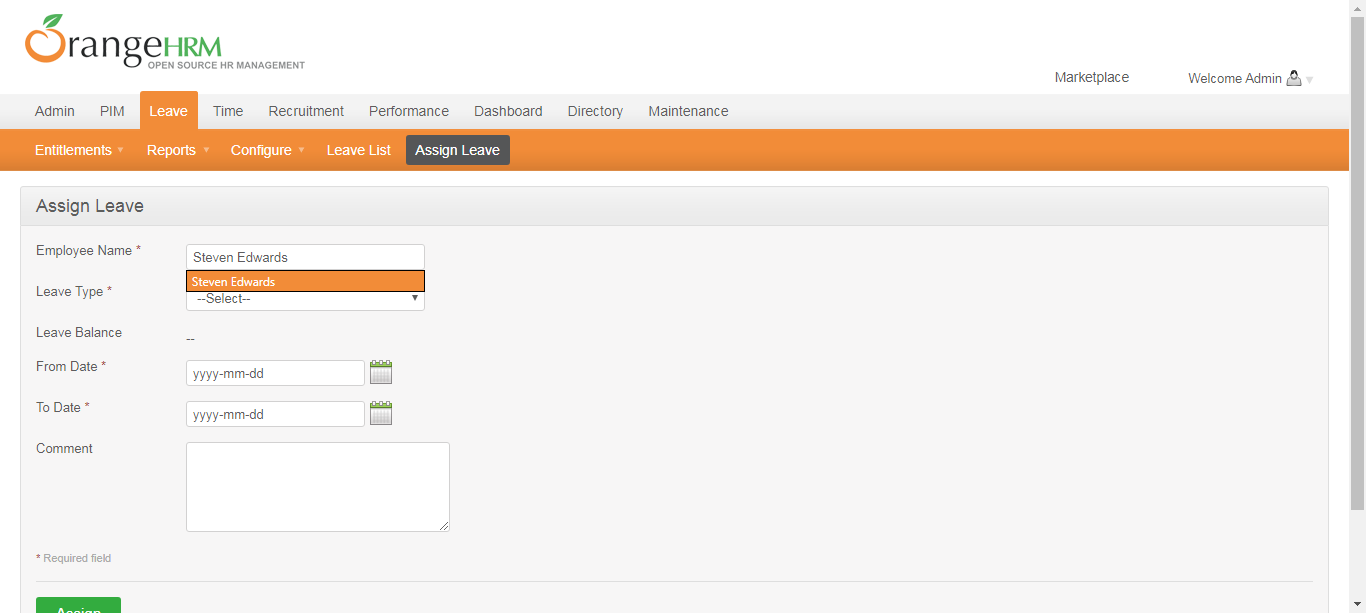 OrangeHRM
OPEN SOURCE HR MANAGEMENT
Marketplace
Welcome Admin
Admin PIM Leave Time Recruitment Performance Dashboard Directory Maintenance
Entitlements Reports Configure Leave List Assign Leave
Assign Leave
Employee Name * Steven Edwards
Steven Edwards
Leave Type * --Select--
Leave Balance --
From Date * yyyy-mm-dd
To Date * yyyy-mm-dd
Comment
* Required field
Assign